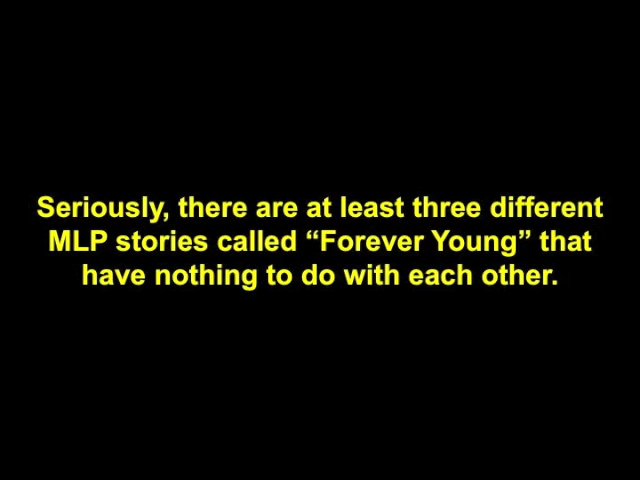 Seriously, there are at least three different
MLP stories called “Forever Young” that
have nothing to do with each other.